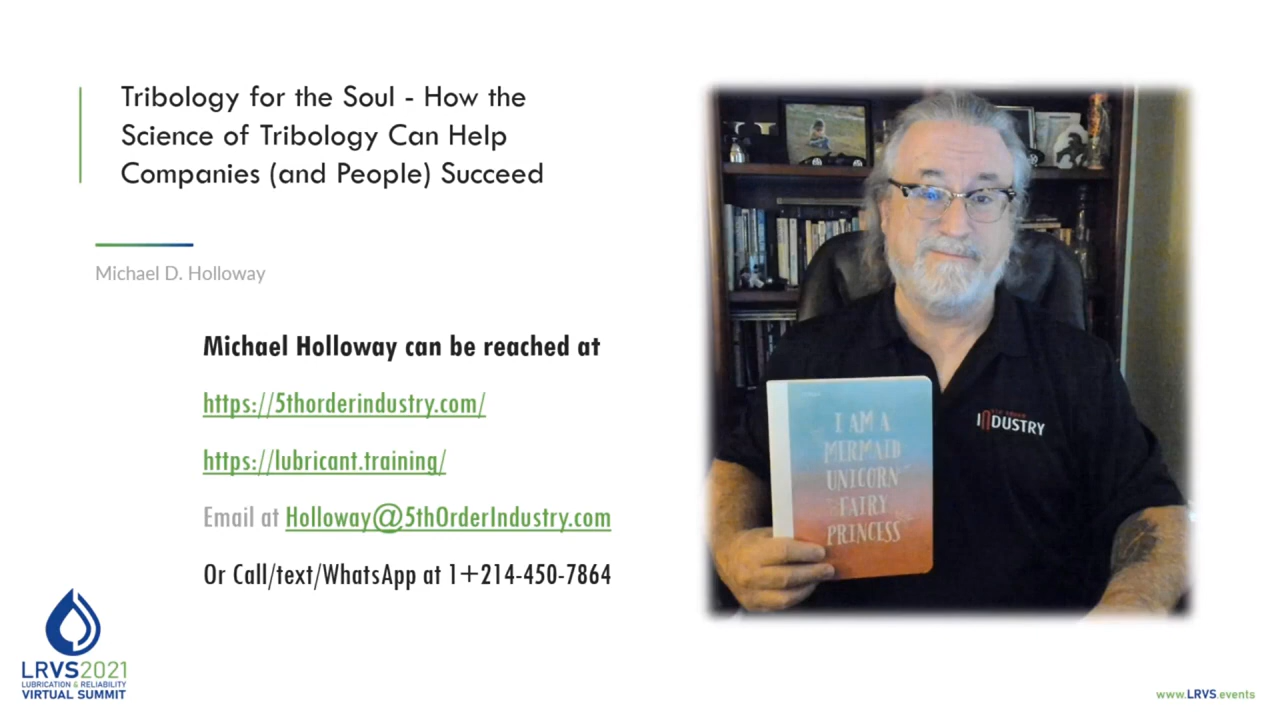 Tribology for the Soul - How the
Science of Tribology Can Help
Companies (and People) Succeed
Michael D. Holloway
Michael Holloway can be reached at
https://5thorderindustry.com/
https://lubricant.training/
Email at Holloway@5thOrderIndustry.com
Or Call/text/WhatsApp at 1+214-450-7864
LRVS2021
LUBRICATION & RELIABILITY
VIRTUAL SUMMIT
I AM A
MERMAID
UNICORN
FAIRY
PRINCESS
5TH ORDER
INDUSTRY
www.LRVS.events